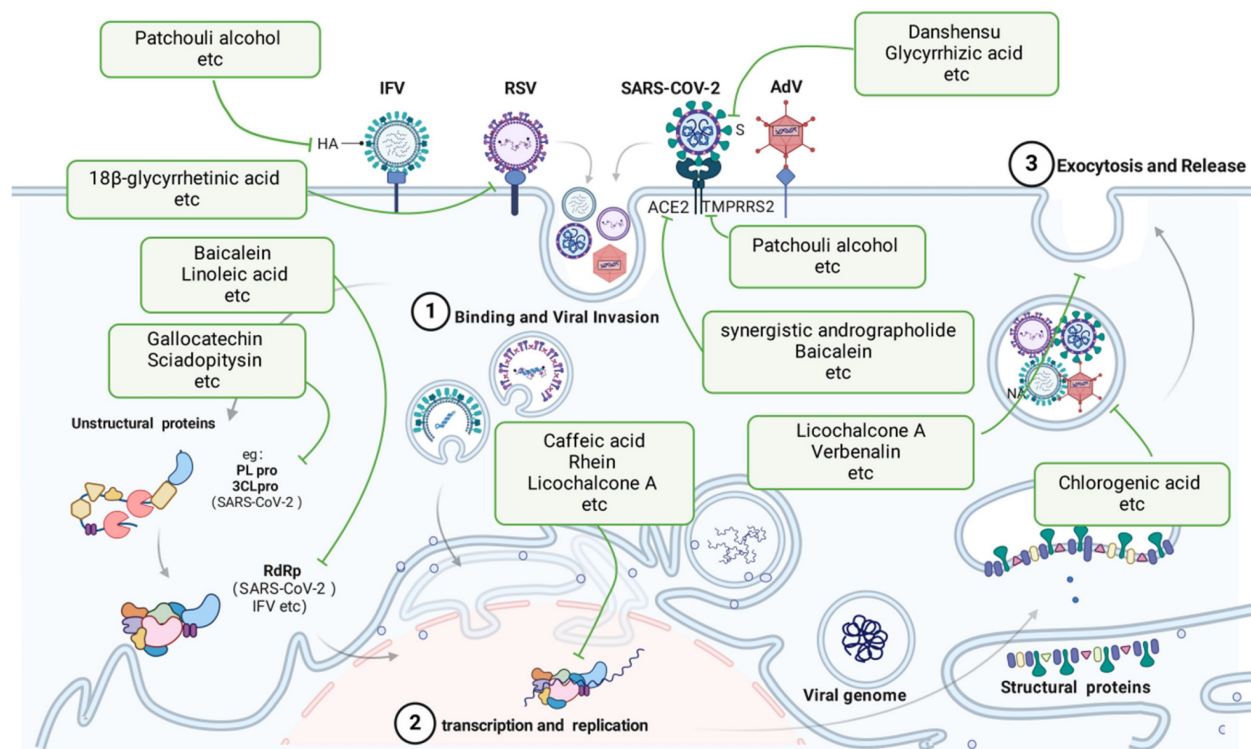 Patchouli alcohol
etc
IFV
RSV
SARS-COV-2
AdV
Danshensu
Glycyrrhizic acid
etc
HA
S
18β-glycyrrhetinic acid
etc
ACE2
TMPRRS2
3
Exocytosis and Release
Patchouli alcohol
etc
Baicalein
Linoleic acid
etc
1
Binding and Viral Invasion
synergistic andrographolide
Baicalein
etc
Gallocatechin
Sciadopitysin
etc
NA
Unstructural proteins
eg:
PL pro
3CLpro
(SARS-CoV-2 )
Caffeic acid
Rhein
Licochalcone A
etc
Licochalcone A
Verbenalin
etc
Chlorogenic acid
etc
RdRp
(SARS-CoV-2 )
IFV etc)
Viral genome
Structural proteins
2
transcription and replication